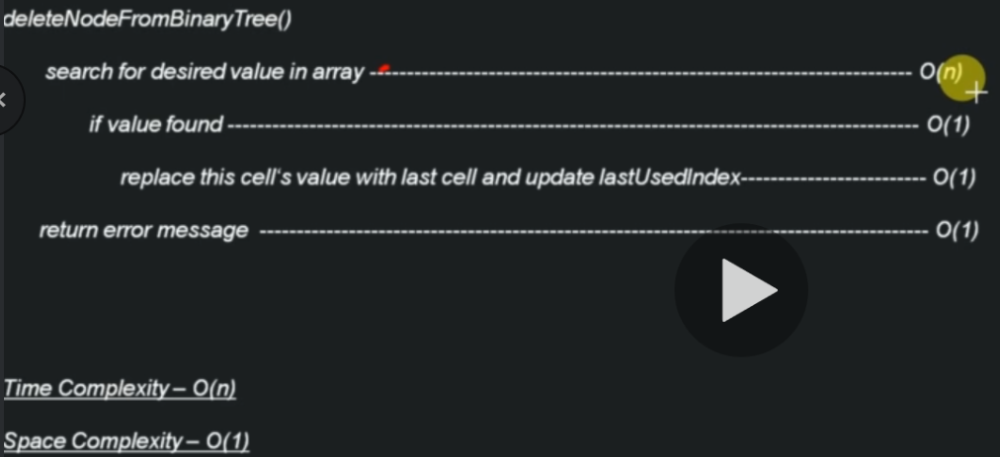 deleteNodeFromBinaryTree()
search for desired value in array ---------------------------------------------------------------------------------- O(n)
if value found ---------------------------------------------------------------------------------------------------- O(1)
replace this cell's value with last cell and update lastUsedIndex-------------------------- O(1)
return error message ------------------------------------------------------------------------------------------- O(1)
Time Complexity – O(n)
Space Complexity – O(1)